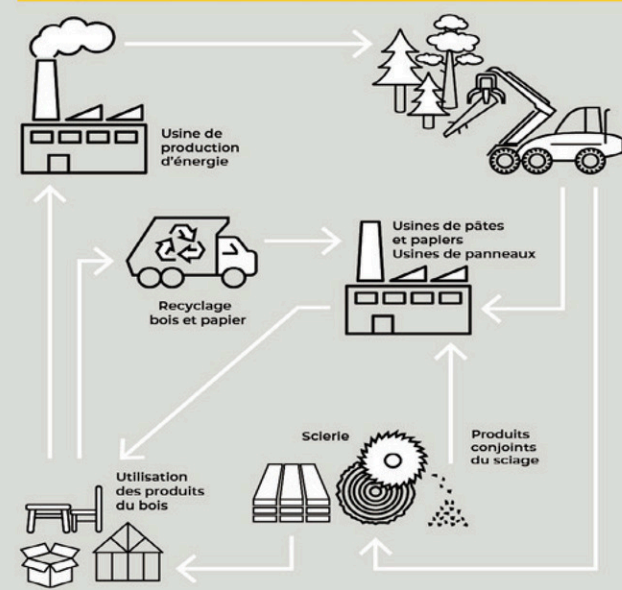 Usine de
production
d'énergie
Usines de pâtes
et papiers
Usines de panneaux
Recyclage
bois et papier
Scierie
Produits
conjoints
du sciage
Utilisation
des produits
du bois